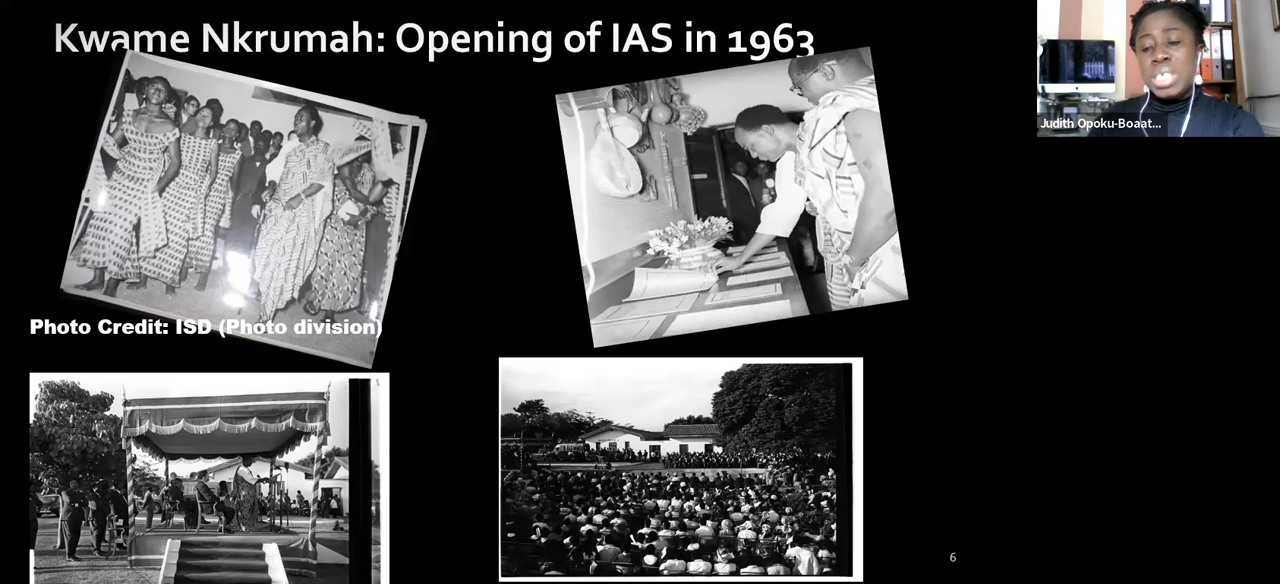 Kwame Nkrumah: Opening of IAS in 1963
Judith Opoku-Boaat...
Photo Credit: ISD (Photo division)
6